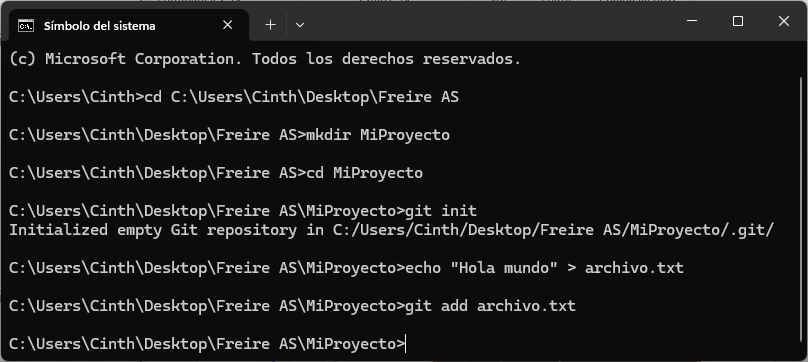 Símbolo del sistema
(c) Microsoft Corporation. Todos los derechos reservados.
C:\Users\Cinth>cd C:\Users\Cinth\Desktop\Freire AS
C:\Users\Cinth\Desktop\Freire AS>mkdir MiProyecto
C:\Users\Cinth\Desktop\Freire AS>cd MiProyecto
C:\Users\Cinth\Desktop\Freire AS\MiProyecto>git init
Initialized empty Git repository in C:/Users/Cinth/Desktop/Freire AS/MiProyecto/.git/
C:\Users\Cinth\Desktop\Freire AS\MiProyecto>echo "Hola mundo" > archivo.txt
C:\Users\Cinth\Desktop\Freire AS\MiProyecto>git add archivo.txt
C:\Users\Cinth\Desktop\Freire AS\MiProyecto>